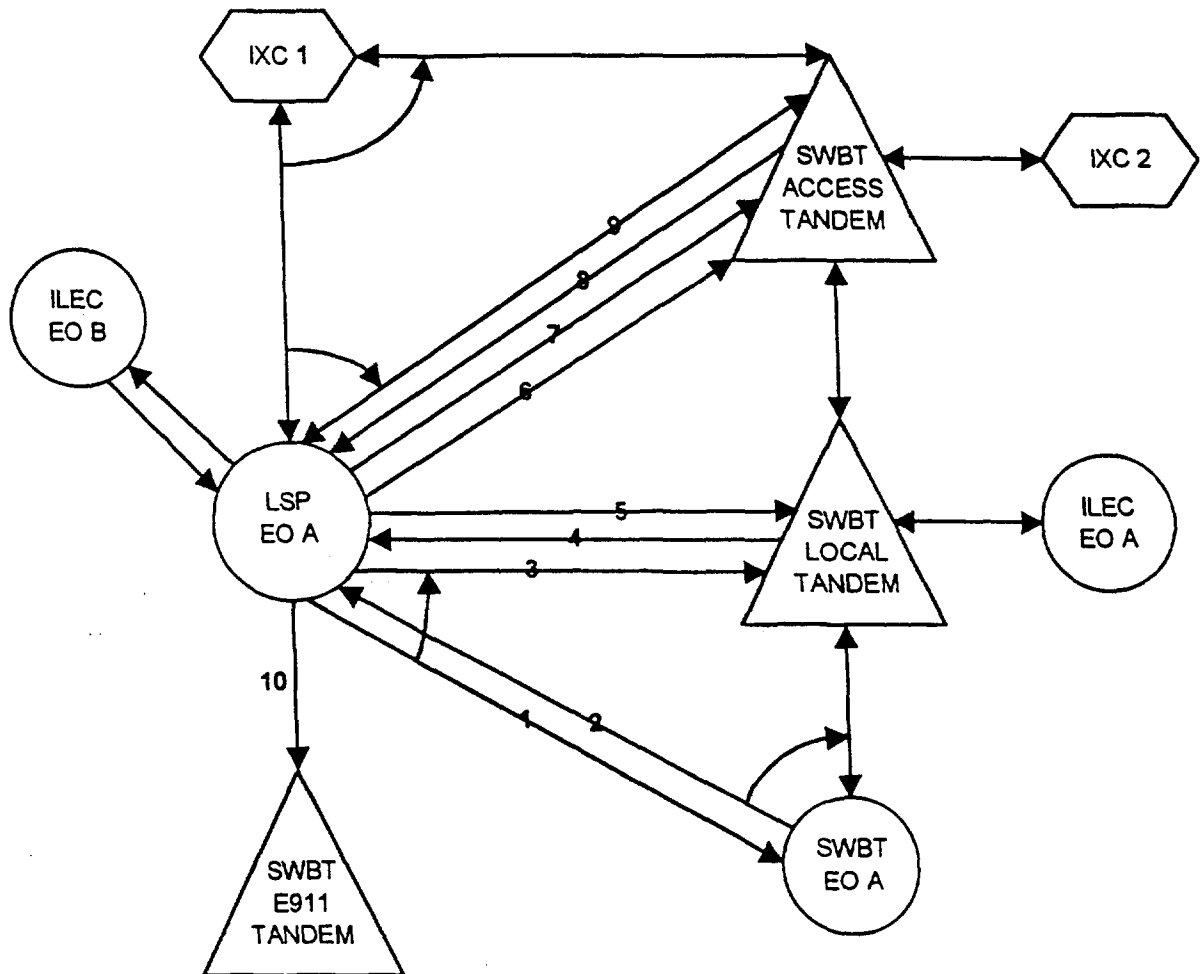 IXC 1
SWBT
ACCESS
TANDEM
IXC 2
9
8
7
6
ILEC
EO B
LSP
EO A
5
4
3
SWBT
LOCAL
TANDEM
ILEC
EO A
10
2
1
SWBT
E911
TANDEM
SWBT
EO A